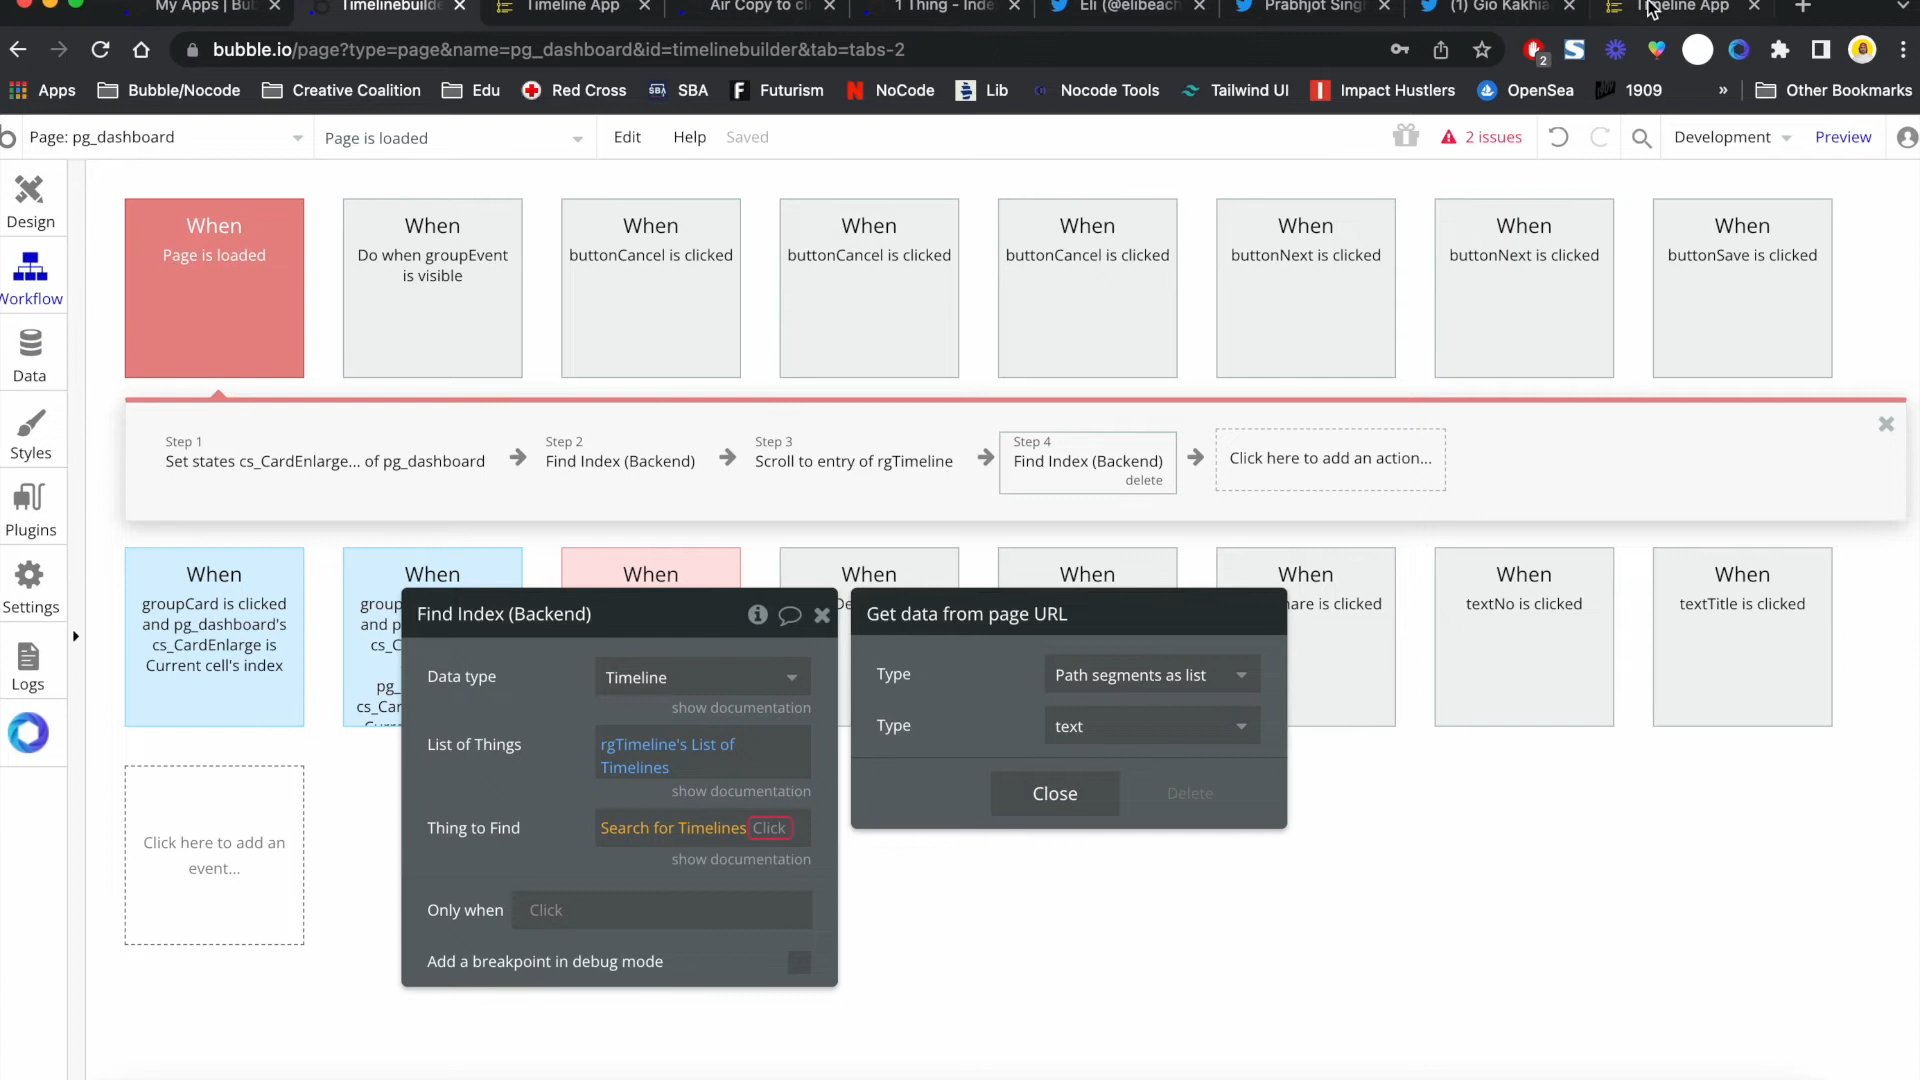 My Apps | Bub
Timelinebuilde
Timeline App
Air Copy to cl
1 Thing - Inde
Eli (@elibeach
Prabhjot Singh
(1) Gio Kakhia
Timeline App
bubble.io/page?type=page&name=pg_dashboard&id=timelinebuilder&tab=tabs-2
2
Apps
Bubble/Nocode
Creative Coalition
Edu
Red Cross
SBA
SBA
Futurism
NoCode
Lib
Nocode Tools
Tailwind UI
Impact Hustlers
OpenSea
1909
»
Other Bookmarks
Page: pg_dashboard
Page is loaded
Edit
Help
Saved
2 issues
Development
Preview
Design
Workflow
Data
Styles
Plugins
Settings
Logs
When
Page is loaded
When
Do when groupEvent
is visible
When
buttonCancel is clicked
When
buttonCancel is clicked
When
buttonCancel is clicked
When
buttonNext is clicked
When
buttonNext is clicked
When
buttonSave is clicked
Step 1
Set states cs_CardEnlarge... of pg_dashboard
Step 2
Find Index (Backend)
Step 3
Scroll to entry of rgTimeline
Step 4
Find Index (Backend)
delete
Click here to add an action...
When
groupCard is clicked
and pg_dashboard's
cs_CardEnlarge is
Current cell's index
When
group
and p
cs_C
pg_
cs_Car
When
When
When
When
are is clicked
When
textNo is clicked
When
textTitle is clicked
Click here to add an
event...
Find Index (Backend)
Data type
Timeline
show documentation
List of Things
rgTimeline's List of
Timelines
show documentation
Thing to Find
Search for Timelines Click
show documentation
Only when
Click
Add a breakpoint in debug mode
Get data from page URL
Type
Path segments as list
Type
text
Close
Delete